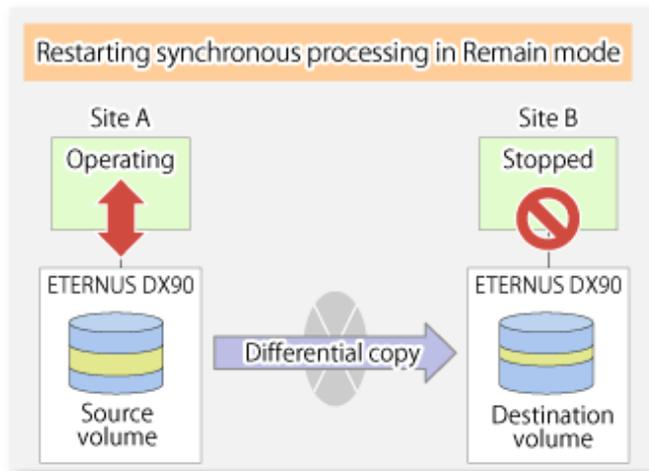 Restarting synchronous processing in Remain mode
Site A
Site B
Operating
Stopped
ETERNUS DX90
ETERNUS DX90
Differential copy
Source
volume
Destination
volume